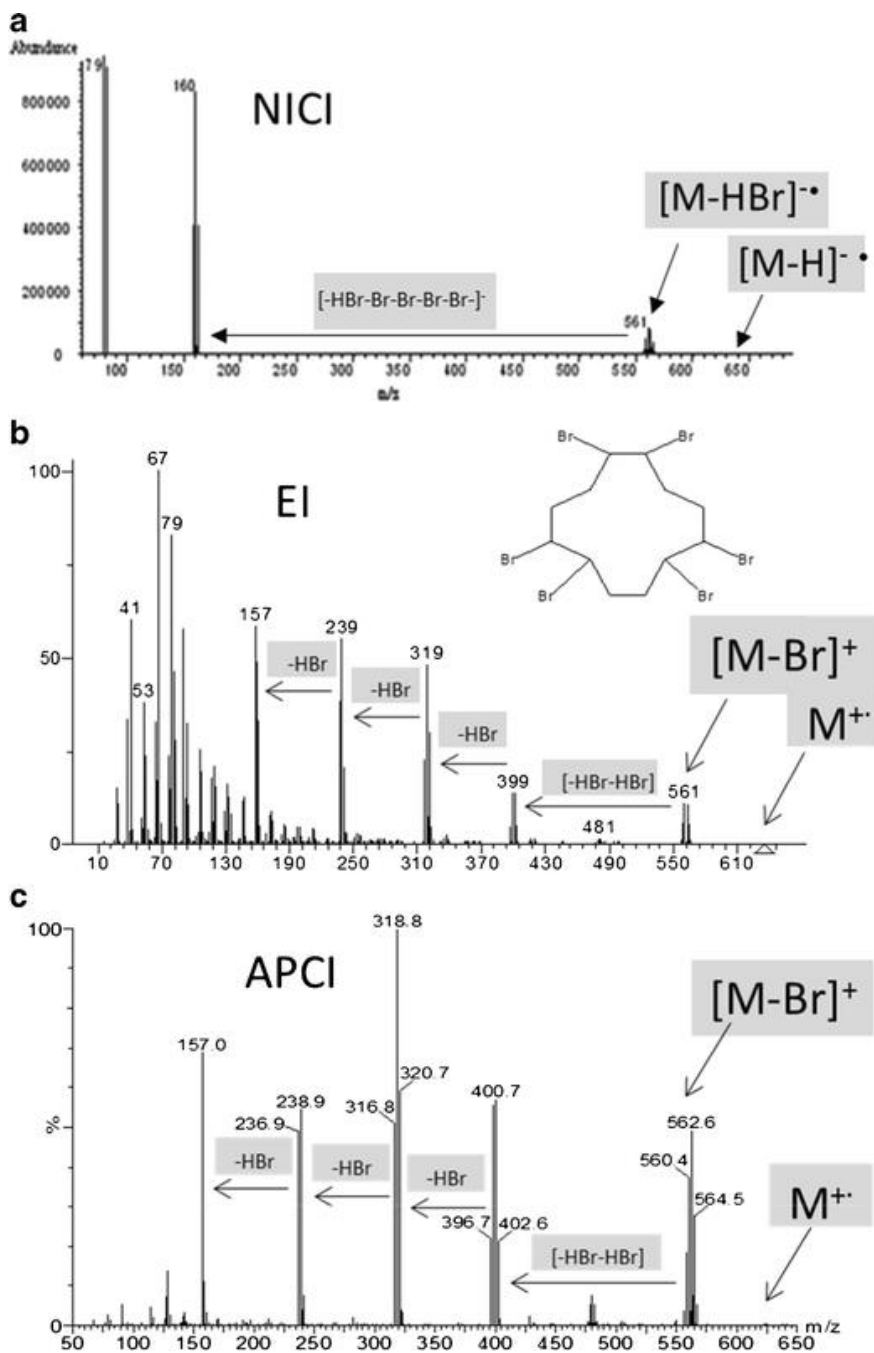 a
Abundance
79
160
NICI
800000
600000
400000
200000
0
[M-HBr]-•
[M-H]- •
[-HBr-Br-Br-Br-Br-]-
561
100 150 200 250 300 350 400 450 500 550 600 650
m/z
b
100
50
0
67
EI
79
41
53
157
239
319
399
481
561
-HBr
-HBr
-HBr
[-HBr-HBr]
Br Br
Br Br
Br Br
[M-Br]+
M+·
10 70 130 190 250 310 370 430 490 550 610
c
100
%
0
APCI
318.8
157.0
236.9
238.9
316.8
320.7
400.7
396.7
402.6
562.6
560.4
564.5
-HBr
-HBr
-HBr
[-HBr-HBr]
[M-Br]+
M+·
50 100 150 200 250 300 350 400 450 500 550 600 650 m/z